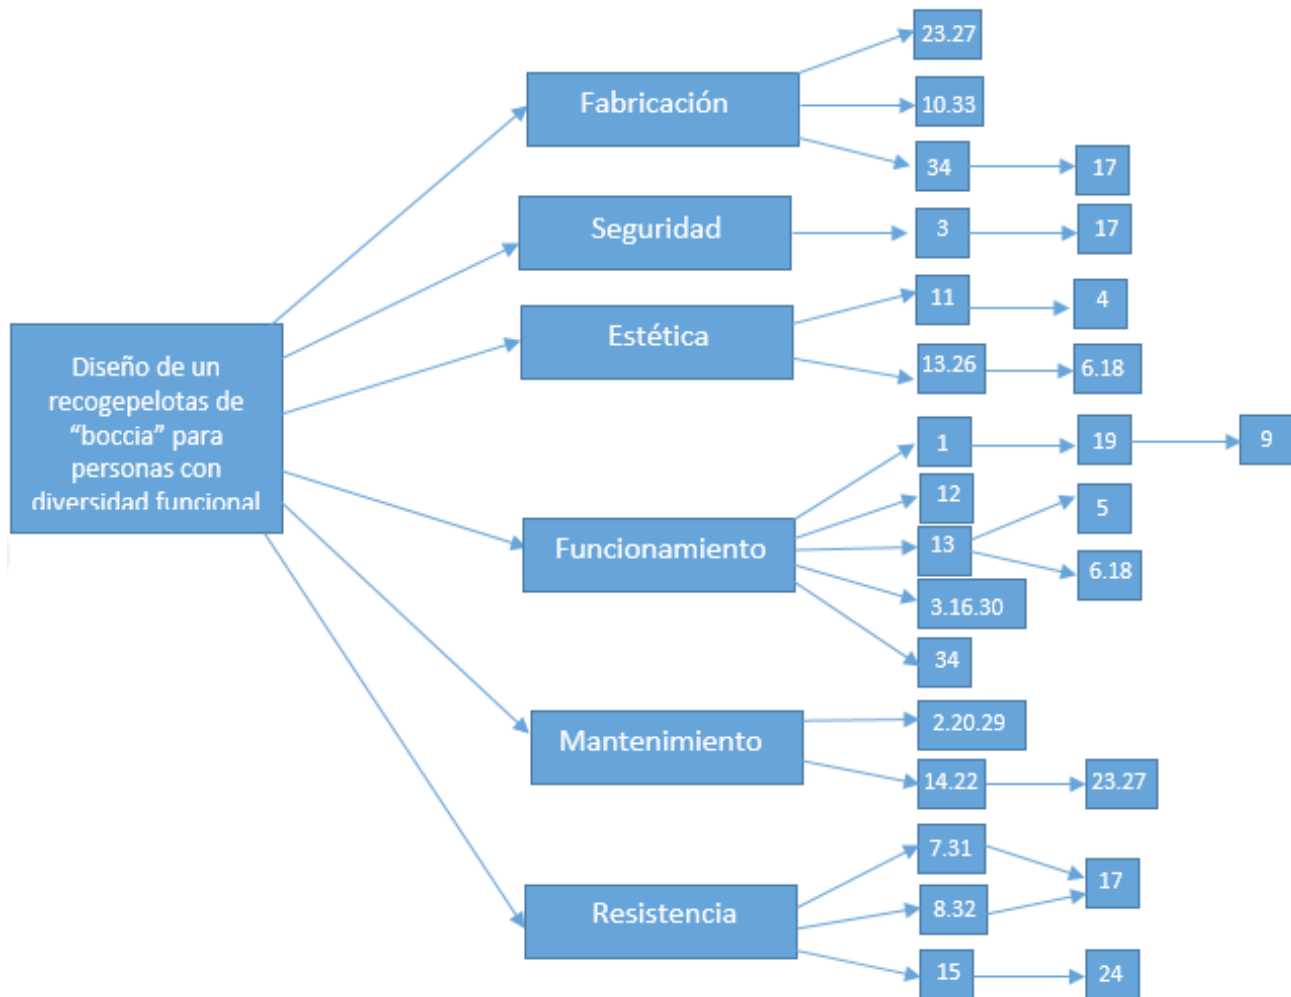 23.27
Fabricación
10.33
34
17
Seguridad
3
17
Estética
11
4
13.26
6.18
Diseño de un
recogepelotas de
“boccia” para
personas con
diversidad funcional
Funcionamiento
1
19
9
12
13
5
6.18
3.16.30
34
Mantenimiento
2.20.29
14.22
23.27
Resistencia
7.31
17
8.32
15
24